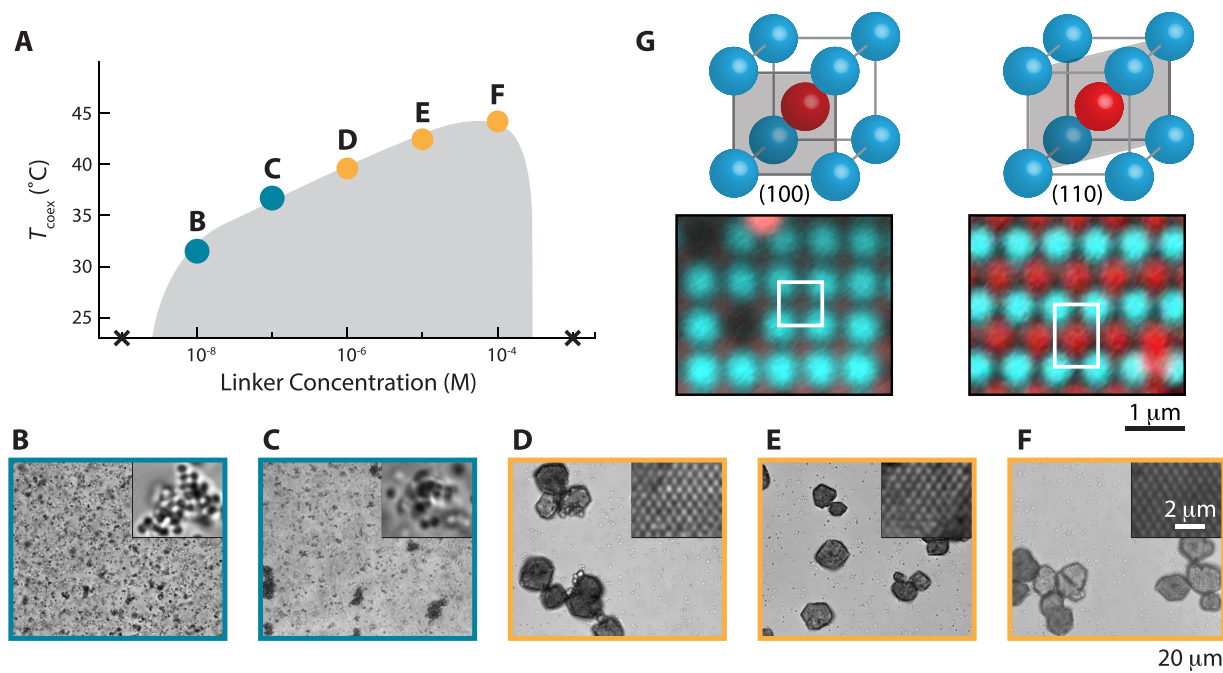 A
G
45
40
35
30
25
T_coex (˚C)
B
C
D
E
F
10⁻⁸
10⁻⁶
10⁻⁴
Linker Concentration (M)
(100)
(110)
1 µm
B
C
D
E
F
2 µm
20 µm